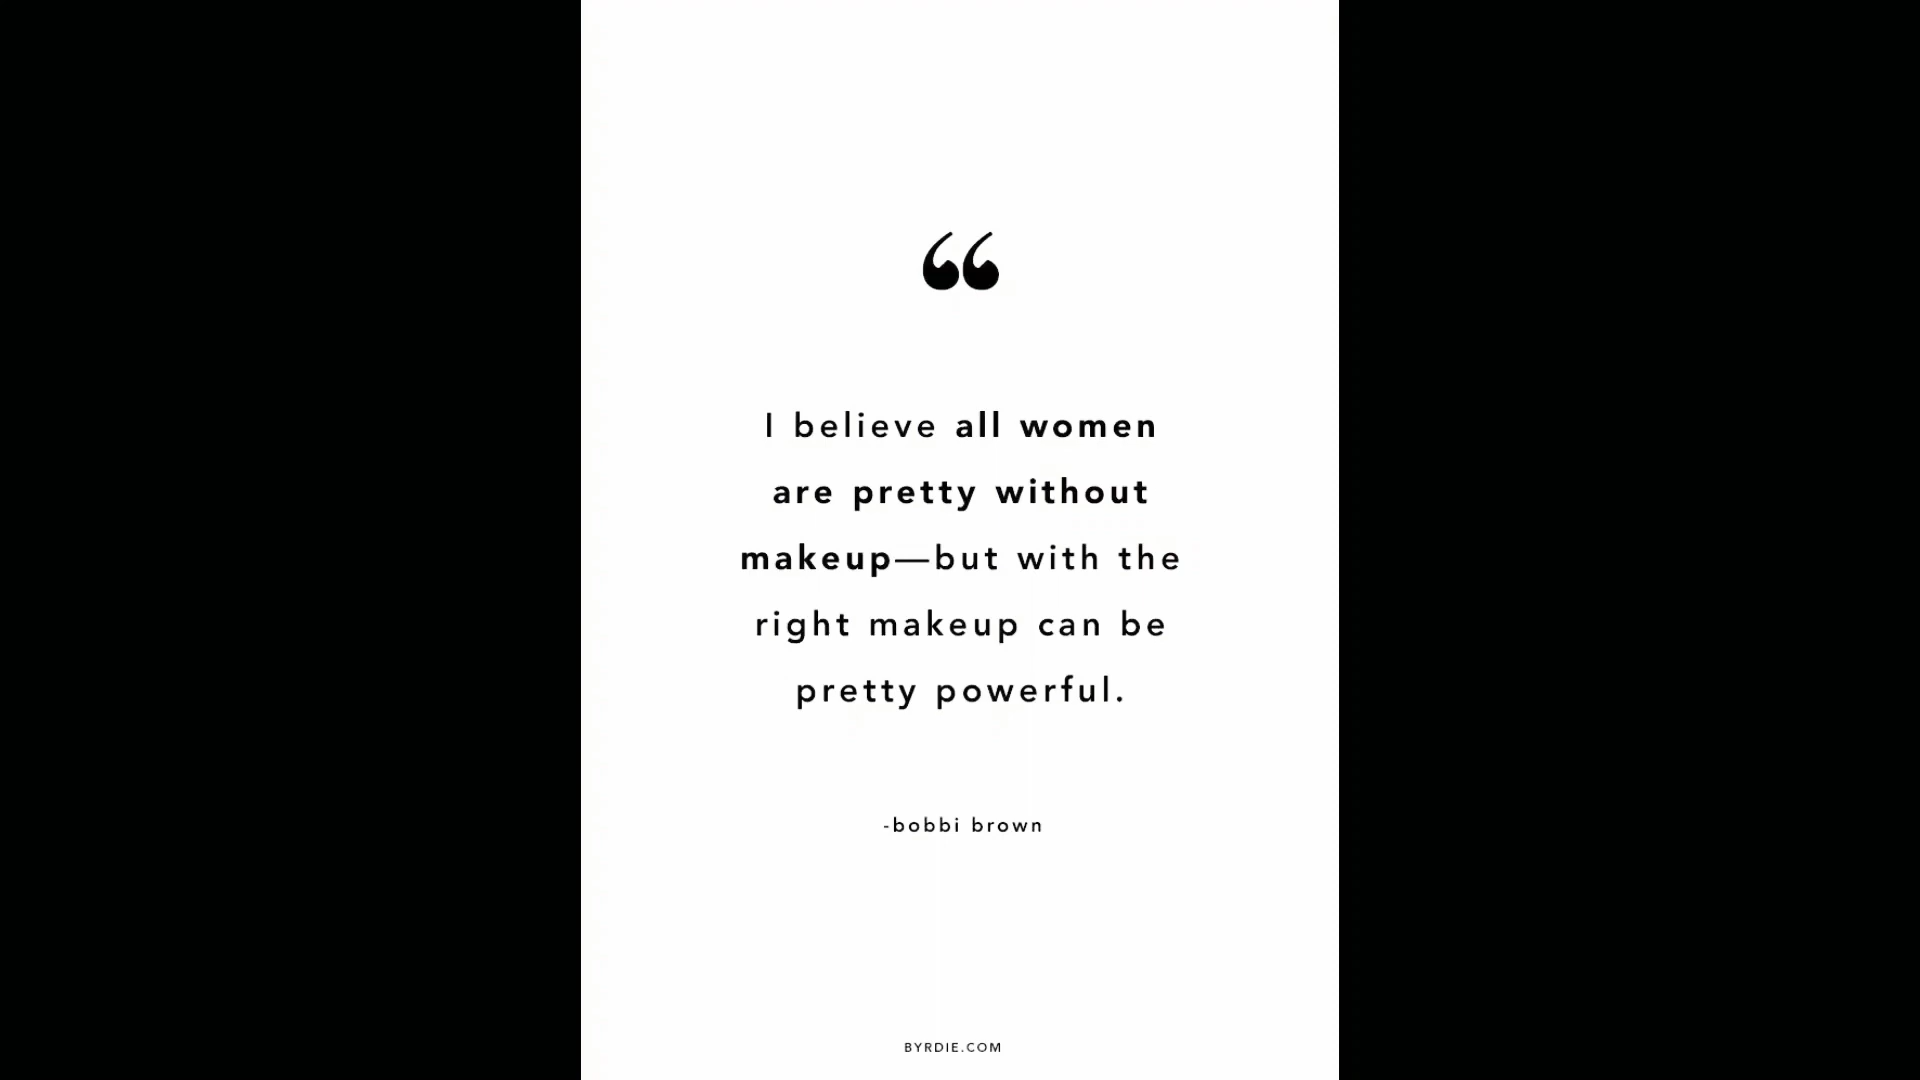 “
I believe all women
are pretty without
makeup—but with the
right makeup can be
pretty powerful.
-bobbi brown
BYRDIE.COM